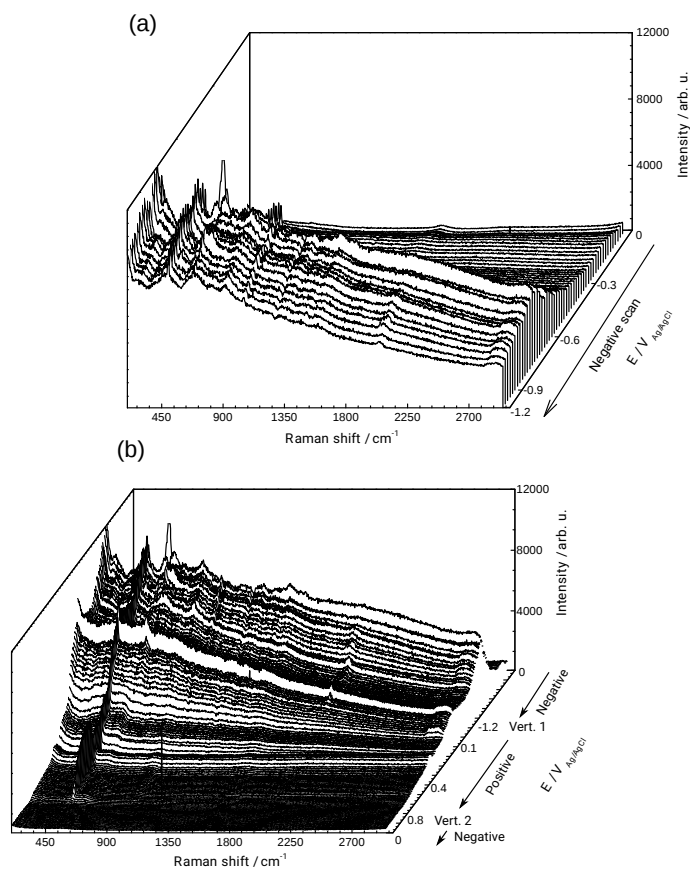 (a)
12000
8000
Intensity / arb. u.
4000
0
-0.3
-0.6
Negative scan
E / V Ag/AgCl
-0.9
-1.2
450 900 1350 1800 2250 2700
Raman shift / cm-1
(b)
12000
8000
Intensity / arb. u.
4000
0
Negative
-1.2 Vert. 1
0.1
Positive
E / V Ag/AgCl
0.4
0.8 Vert. 2
Negative
0
450 900 1350 1800 2250 2700
Raman shift / cm-1